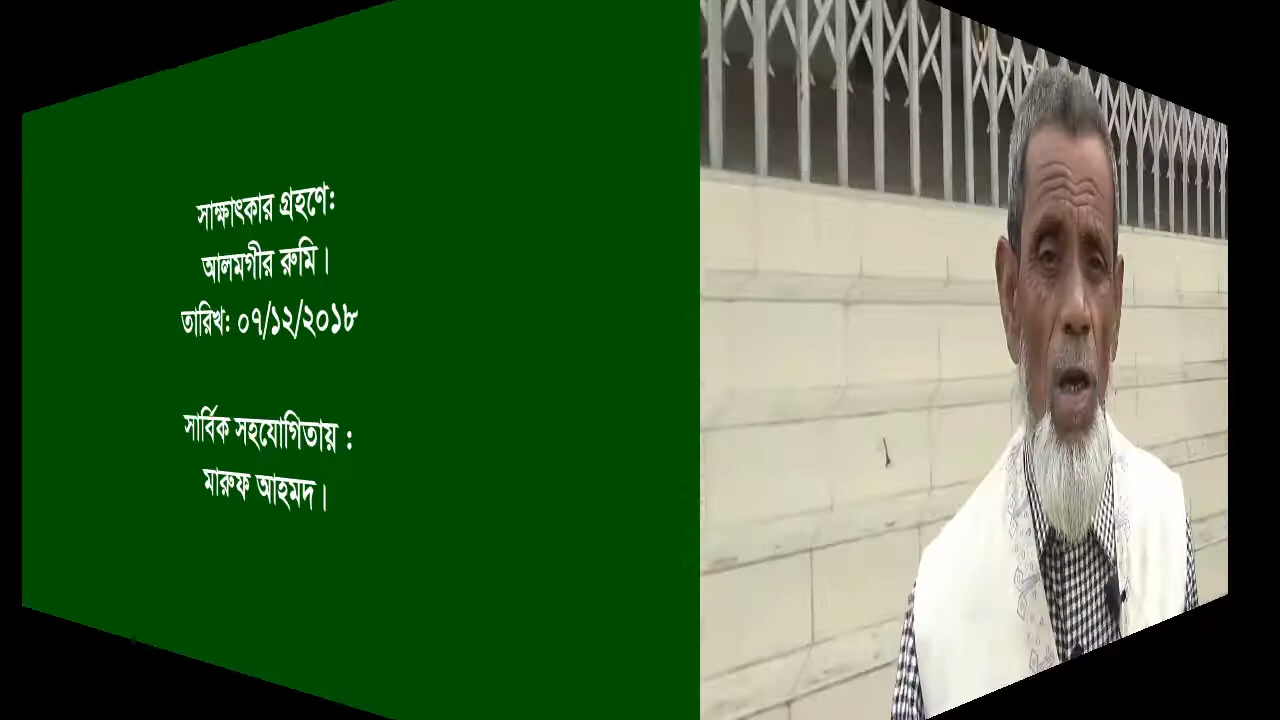 সাক্ষাৎকার গ্রহণে:
আলমগীর রুমি।
তারিখ: ০৭/১২/২০১৮
সার্বিক সহযোগিতায় :
মারুফ আহমদ।